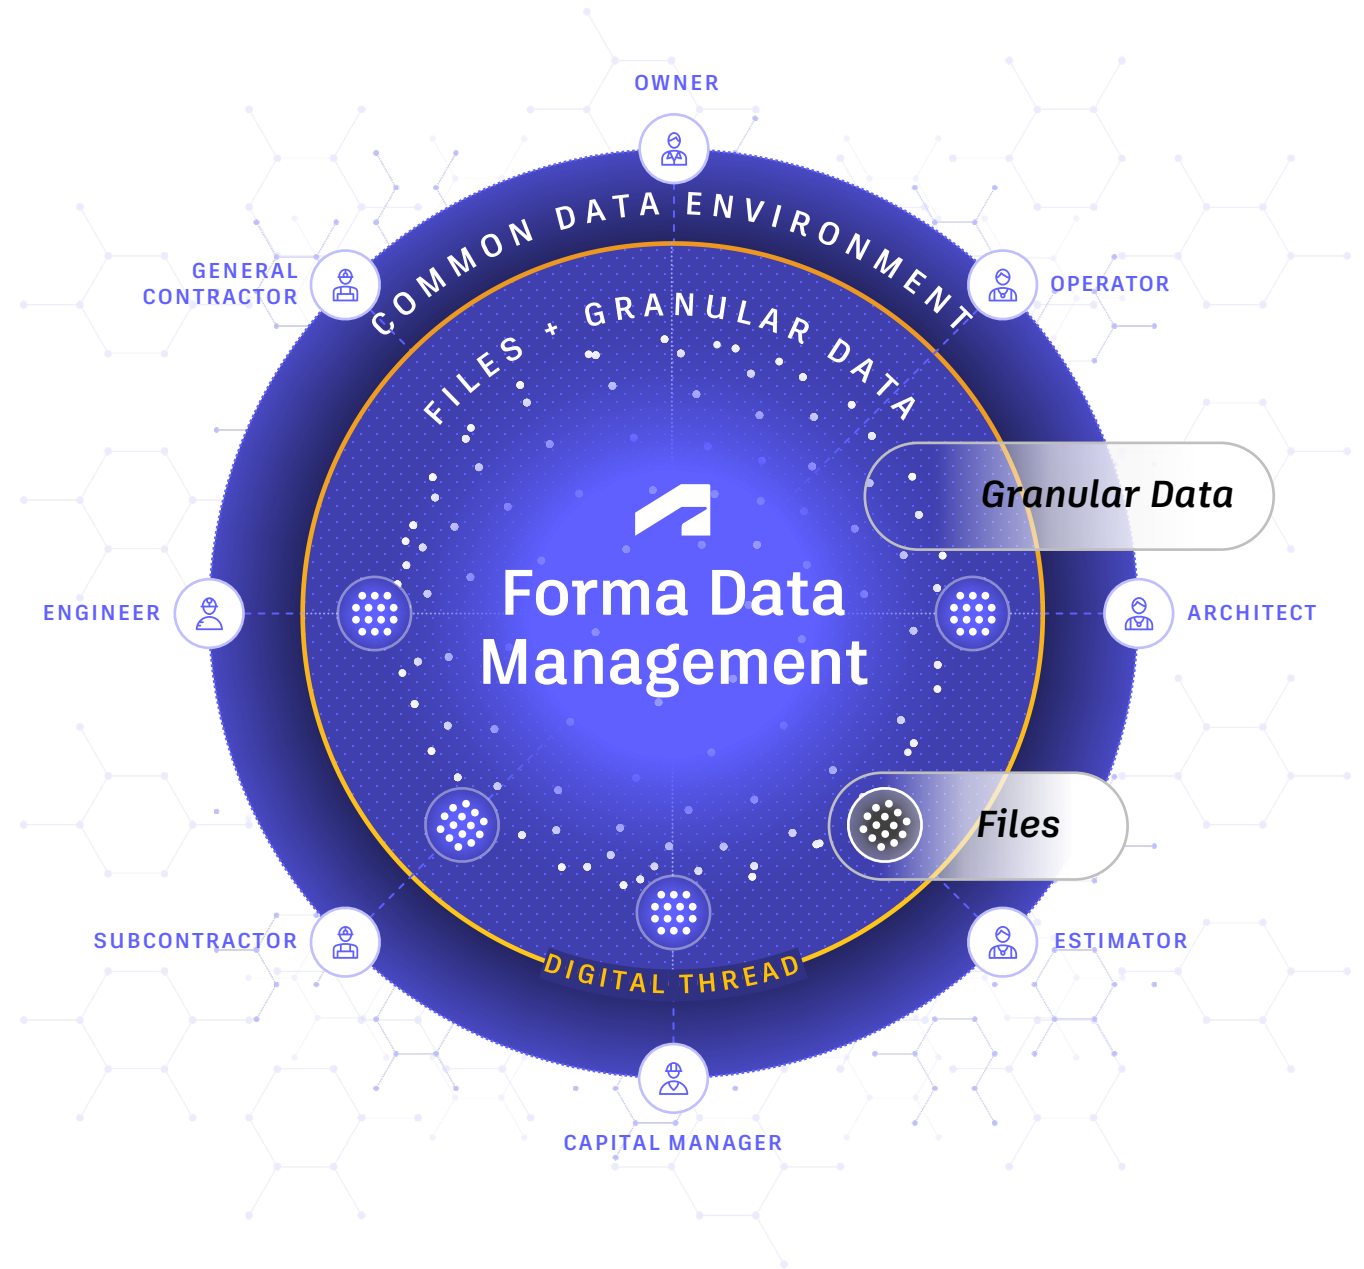 OWNER
COMMON DATA ENVIRONMENT
GENERAL
CONTRACTOR
OPERATOR
FILES + GRANULAR DATA
Granular Data
Forma Data
Management
ENGINEER
ARCHITECT
Files
SUBCONTRACTOR
ESTIMATOR
DIGITAL THREAD
CAPITAL MANAGER